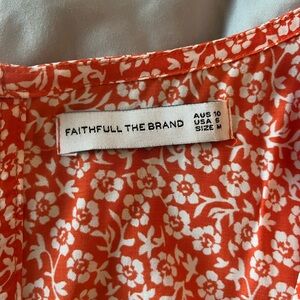 FAITHFULL THE BRAND
AUS 10
USA 6
SIZE M